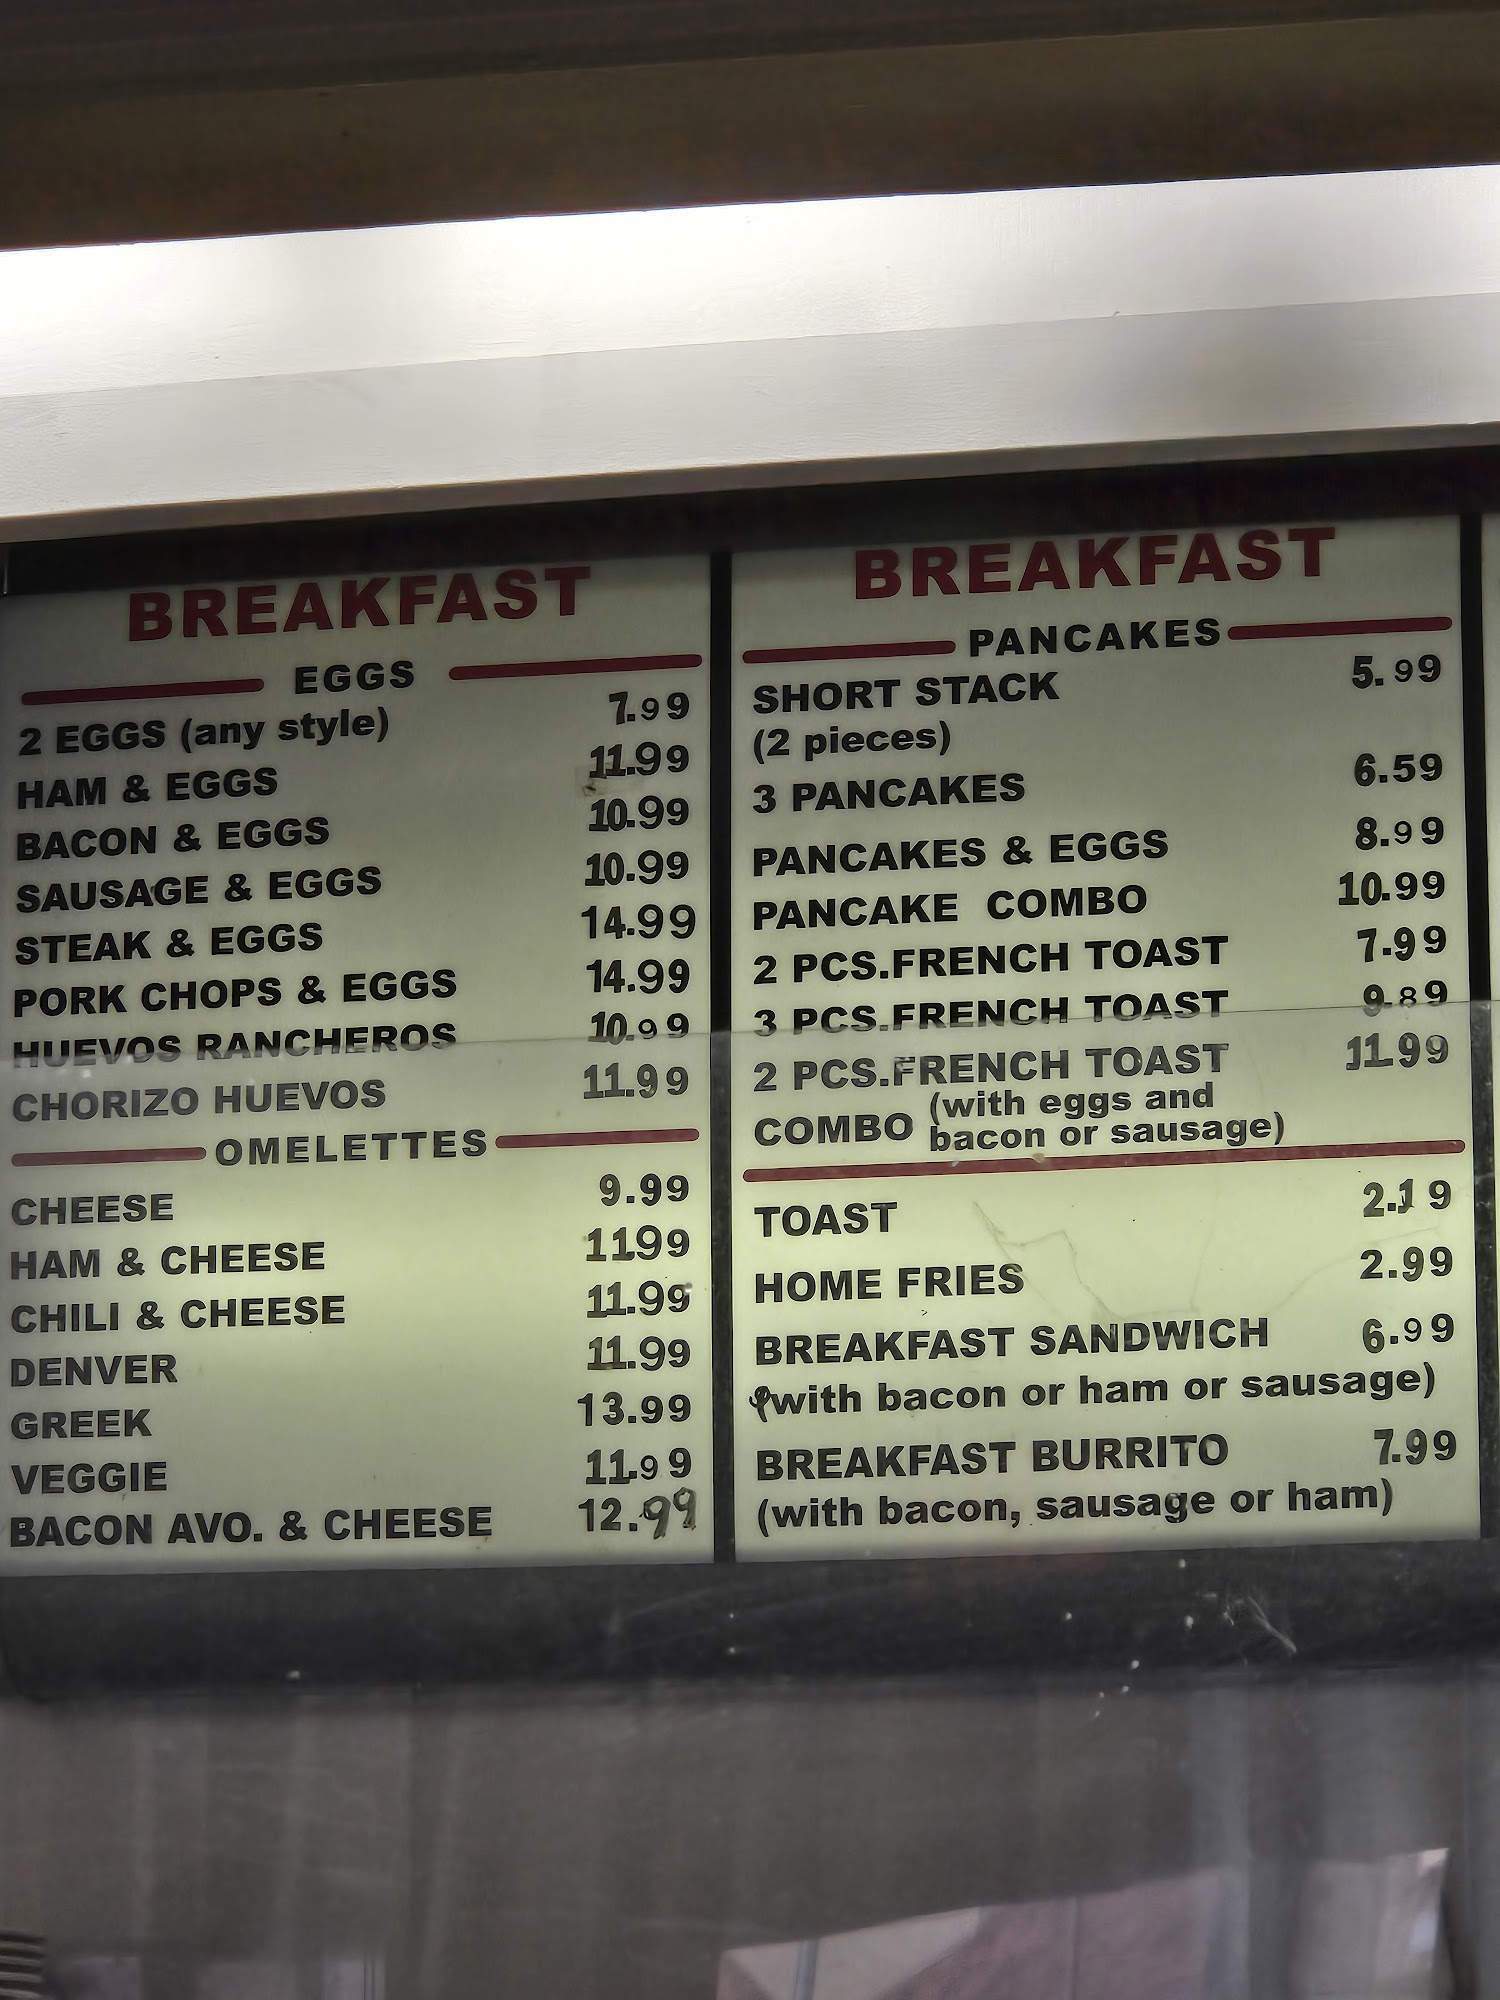 BREAKFAST
EGGS
2 EGGS (any style) 7.99
HAM & EGGS 11.99
BACON & EGGS 10.99
SAUSAGE & EGGS 10.99
STEAK & EGGS 14.99
PORK CHOPS & EGGS 14.99
HUEVOS RANCHEROS 10.99
CHORIZO HUEVOS 11.99
OMELETTES
CHEESE 9.99
HAM & CHEESE 1199
CHILI & CHEESE 11.99
DENVER 11.99
GREEK 13.99
VEGGIE 11.99
BACON AVO. & CHEESE 12.99
BREAKFAST
PANCAKES
SHORT STACK 5.99
(2 pieces)
3 PANCAKES 6.59
PANCAKES & EGGS 8.99
PANCAKE COMBO 10.99
2 PCS.FRENCH TOAST 7.99
3 PCS.FRENCH TOAST 9.89
2 PCS.FRENCH TOAST 11.99
COMBO (with eggs and
bacon or sausage)
TOAST 2.19
HOME FRIES 2.99
BREAKFAST SANDWICH 6.99
(with bacon or ham or sausage)
BREAKFAST BURRITO 7.99
(with bacon, sausage or ham)